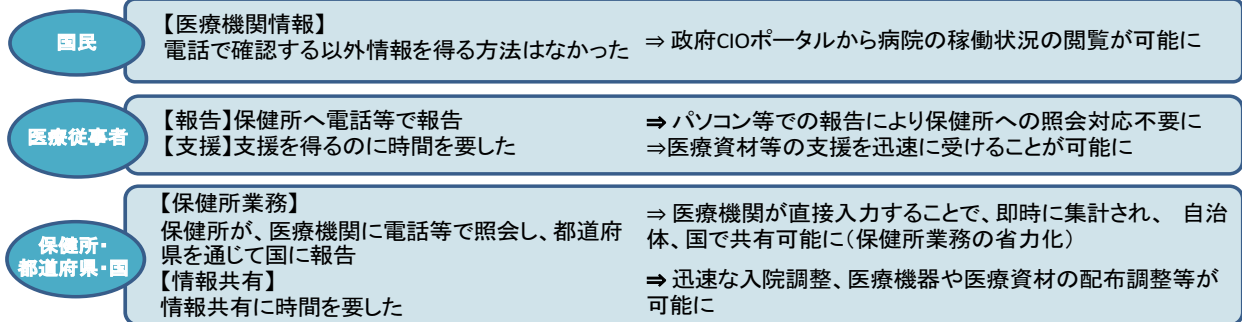 国民
【医療機関情報】
電話で確認する以外情報を得る方法はなかった
⇒ 政府CIOポータルから病院の稼働状況の閲覧が可能に
医療従事者
【報告】保健所へ電話等で報告
【支援】支援を得るのに時間を要した
⇒ パソコン等での報告により保健所への照会対応不要に
⇒医療資材等の支援を迅速に受けることが可能に
保健所・
都道府県・国
【保健所業務】
保健所が、医療機関に電話等で照会し、都道府
県を通じて国に報告
【情報共有】
情報共有に時間を要した
⇒ 医療機関が直接入力することで、即時に集計され、 自治
体、国で共有可能に（保健所業務の省力化）
⇒ 迅速な入院調整、医療機器や医療資材の配布調整等が
可能に